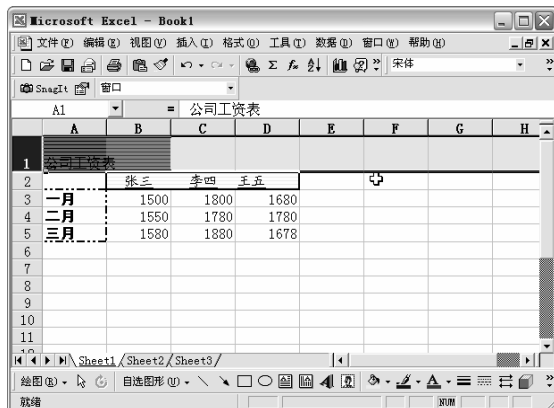 Microsoft Excel - Book1
文件(F) 编辑(E) 视图(V) 插入(I) 格式(O) 工具(T) 数据(D) 窗口(W) 帮助(H)
宋体
SnagIt 窗口
A1 = 公司工资表
A B C D E F G H
1 公司工资表
2 张三 李四 王五
3 一月 1500 1800 1680
4 二月 1550 1780 1780
5 三月 1580 1880 1678
6
7
8
9
10
11
Sheet1 Sheet2 Sheet3
绘图(R) 自选图形(U)
就绪 NUM